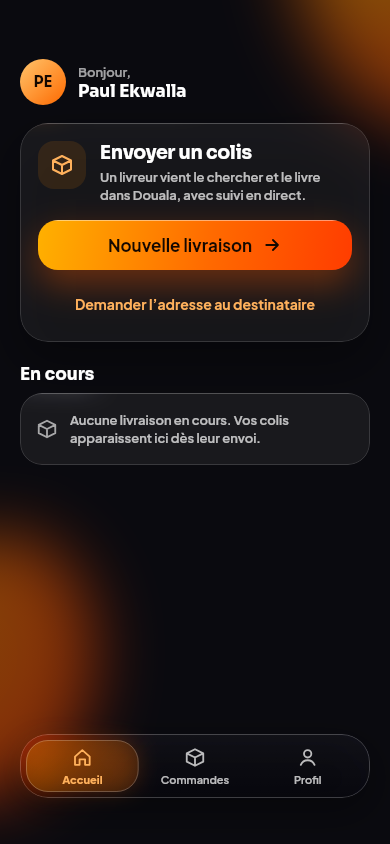 PE
Bonjour,
Paul Ekwalla
Envoyer un colis
Un livreur vient le chercher et le livre
dans Douala, avec suivi en direct.
Nouvelle livraison
Demander l’adresse au destinataire
En cours
Aucune livraison en cours. Vos colis
apparaissent ici dès leur envoi.
Accueil
Commandes
Profil